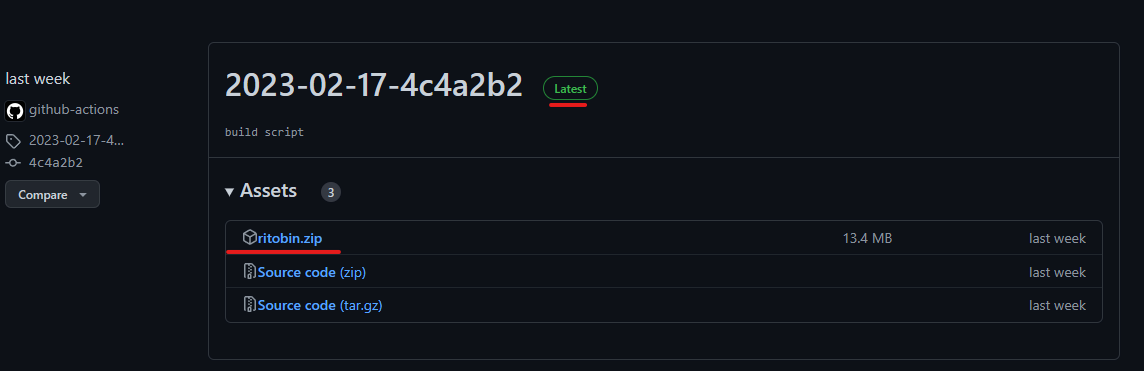 last week
github-actions
2023-02-17-4...
4c4a2b2
Compare
2023-02-17-4c4a2b2 Latest
build script
Assets 3
ritobin.zip 13.4 MB last week
Source code (zip) last week
Source code (tar.gz) last week